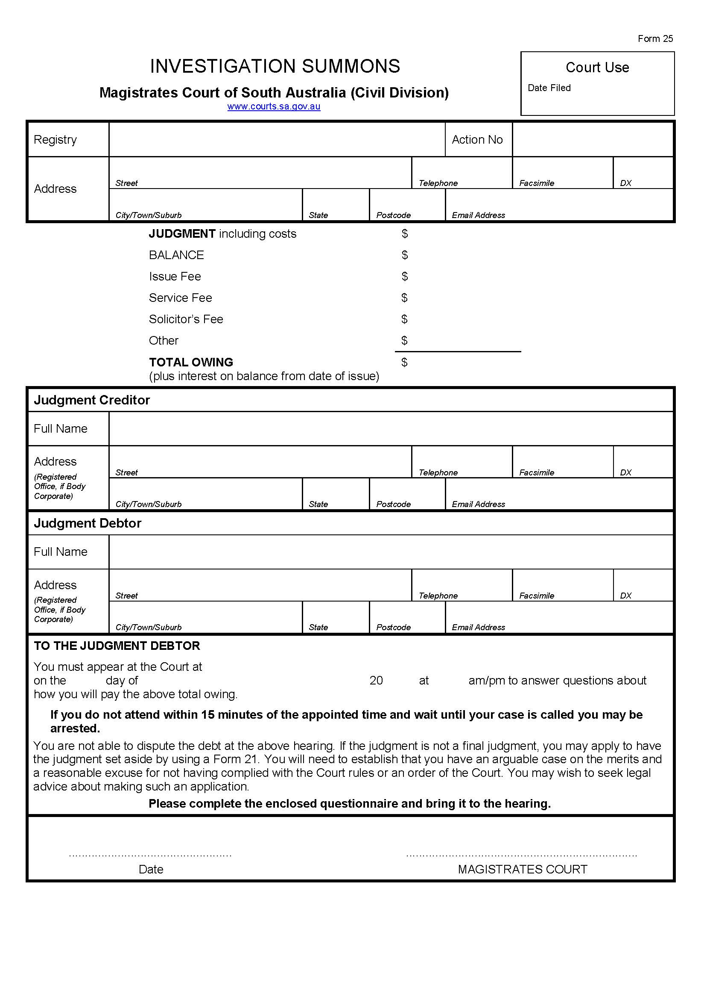 Form 25
INVESTIGATION SUMMONS
Court Use
Magistrates Court of South Australia (Civil Division)
Date Filed
www.courts.sa.gov.au
Registry
Action No
Address
Street
Telephone
Facsimile
DX
City/Town/Suburb
State
Postcode
Email Address
JUDGMENT including costs $
BALANCE $
Issue Fee $
Service Fee $
Solicitor’s Fee $
Other $
TOTAL OWING $
(plus interest on balance from date of issue)
Judgment Creditor
Full Name
Address
(Registered
Office, if Body
Corporate)
Street
Telephone
Facsimile
DX
City/Town/Suburb
State
Postcode
Email Address
Judgment Debtor
Full Name
Address
(Registered
Office, if Body
Corporate)
Street
Telephone
Facsimile
DX
City/Town/Suburb
State
Postcode
Email Address
TO THE JUDGMENT DEBTOR
You must appear at the Court at
on the day of 20 at am/pm to answer questions about
how you will pay the above total owing.
If you do not attend within 15 minutes of the appointed time and wait until your case is called you may be
arrested.
You are not able to dispute the debt at the above hearing. If the judgment is not a final judgment, you may apply to have
the judgment set aside by using a Form 21. You will need to establish that you have an arguable case on the merits and
a reasonable excuse for not having complied with the Court rules or an order of the Court. You may wish to seek legal
advice about making such an application.
Please complete the enclosed questionnaire and bring it to the hearing.
Date
MAGISTRATES COURT